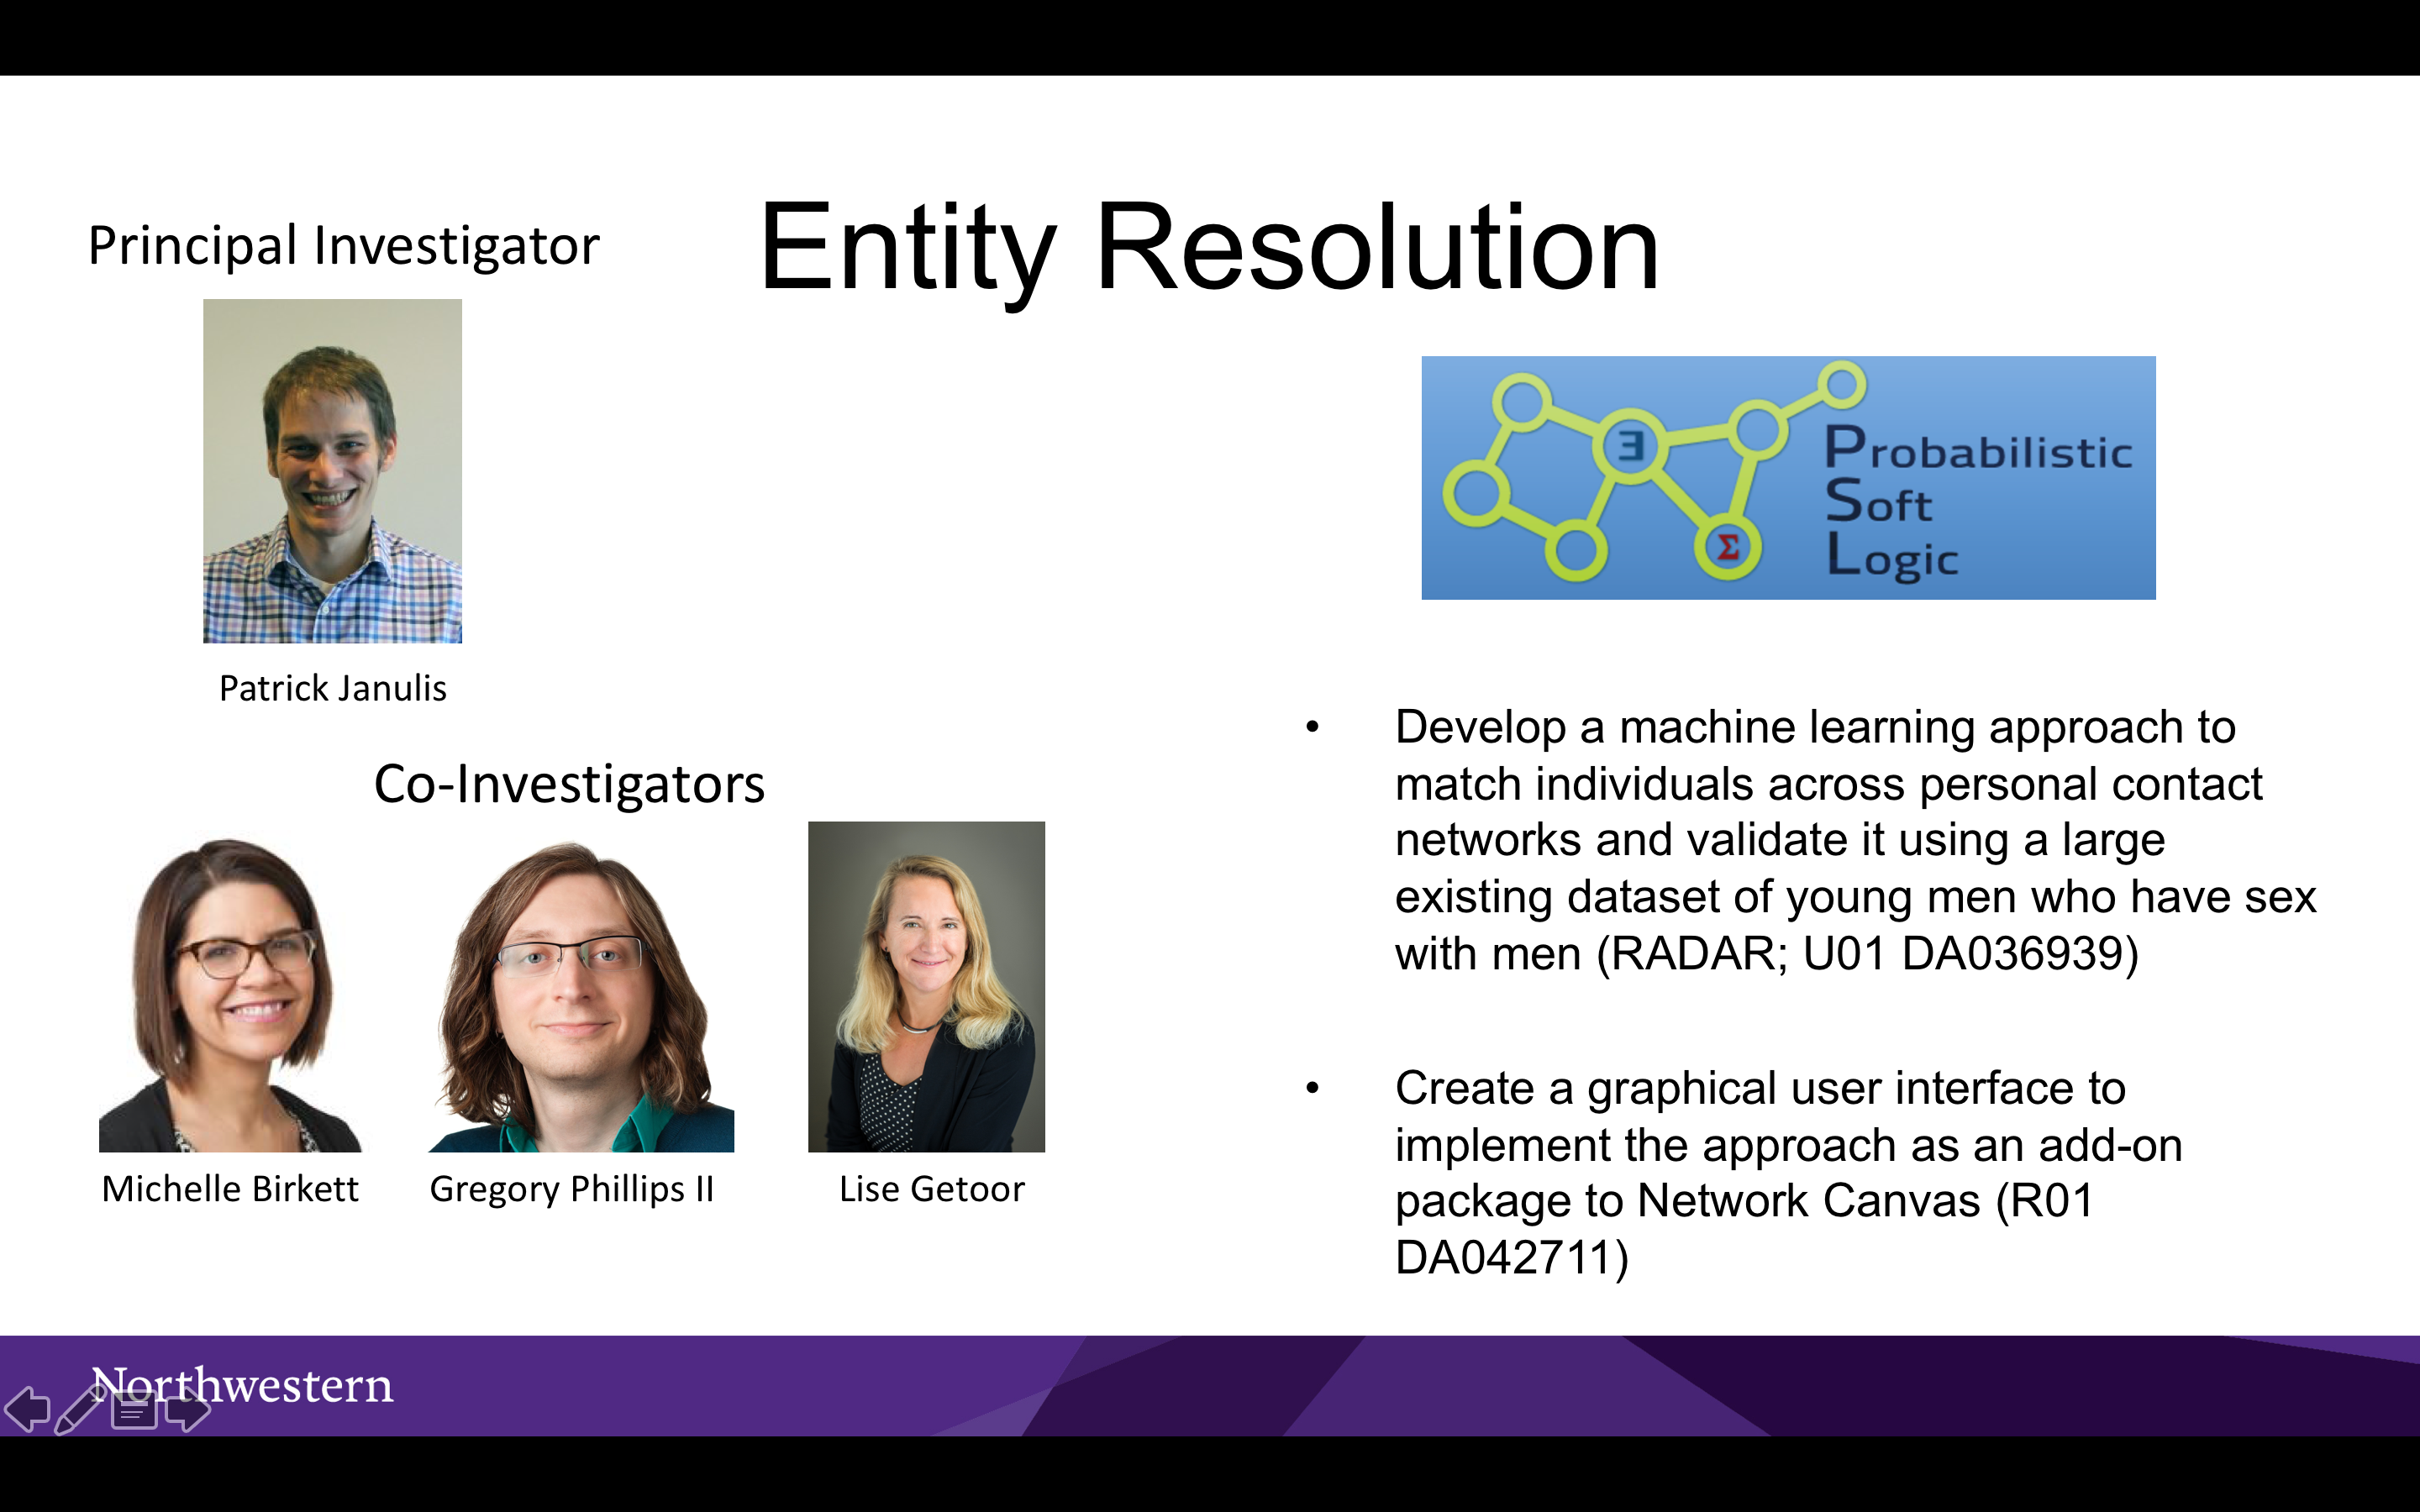 Entity Resolution
Principal Investigator
Patrick Janulis
Co-Investigators
Michelle Birkett
Gregory Phillips II
Lise Getoor
Ǝ
Σ
Probabilistic
Soft
Logic
• Develop a machine learning approach to
match individuals across personal contact
networks and validate it using a large
existing dataset of young men who have sex
with men (RADAR; U01 DA036939)
• Create a graphical user interface to
implement the approach as an add-on
package to Network Canvas (R01
DA042711)
Northwestern